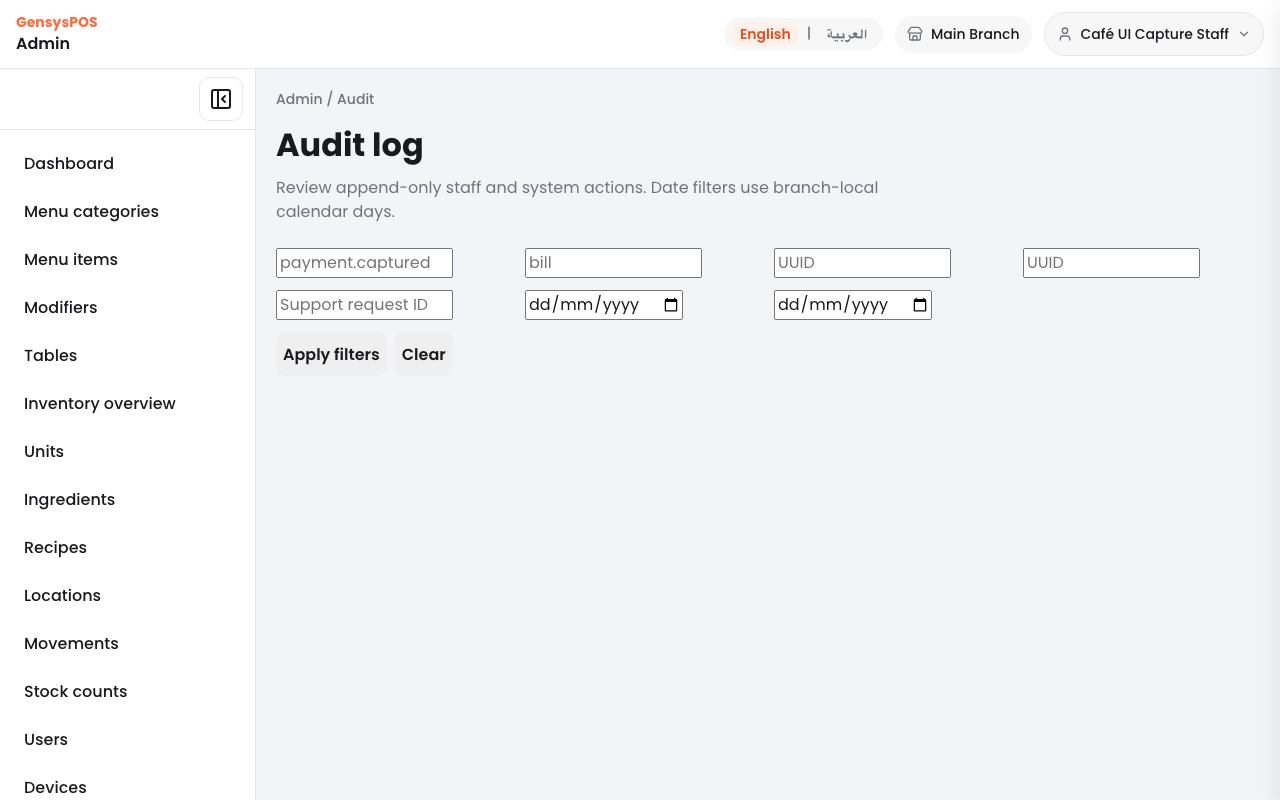 GensysPOS
Admin
English | العربية
Main Branch
Café UI Capture Staff
Admin / Audit
Audit log
Review append-only staff and system actions. Date filters use branch-local
calendar days.
payment.captured
bill
UUID
UUID
Support request ID
dd/mm/yyyy
dd/mm/yyyy
Apply filters
Clear
Dashboard
Menu categories
Menu items
Modifiers
Tables
Inventory overview
Units
Ingredients
Recipes
Locations
Movements
Stock counts
Users
Devices